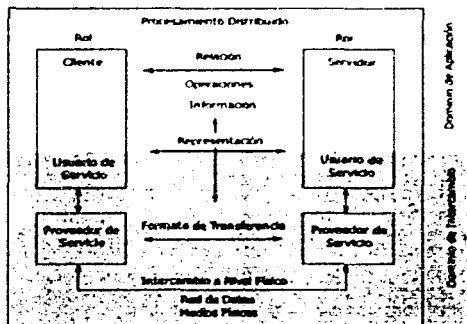 Procesamiento Distribuido
Rol
Rol
Cliente
Servidor
Relación
Operaciones
Información
Representación
Usuario de
Servicio
Usuario de
Servicio
Proveedor de
Servicio
Formato de Transferencia
Proveedor de
Servicio
Intercambio a Nivel Físico
Red de Datos
Medios Físicos
Dominio de Aplicación
Dominio de Intercambio